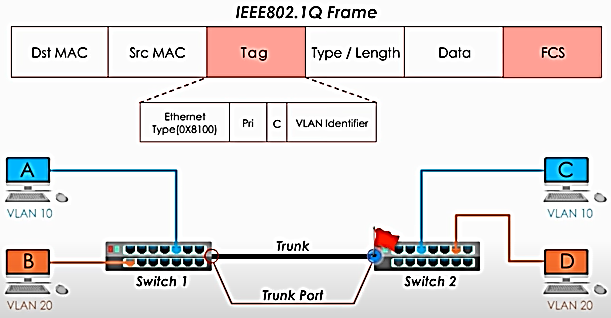 IEEE802.1Q Frame
Dst MAC Src MAC Tag Type / Length Data FCS
Ethernet
Type(0X8100) Pri C VLAN Identifier
A
VLAN 10
C
VLAN 10
B
VLAN 20
Switch 1
Trunk
Trunk Port
Switch 2
D
VLAN 20